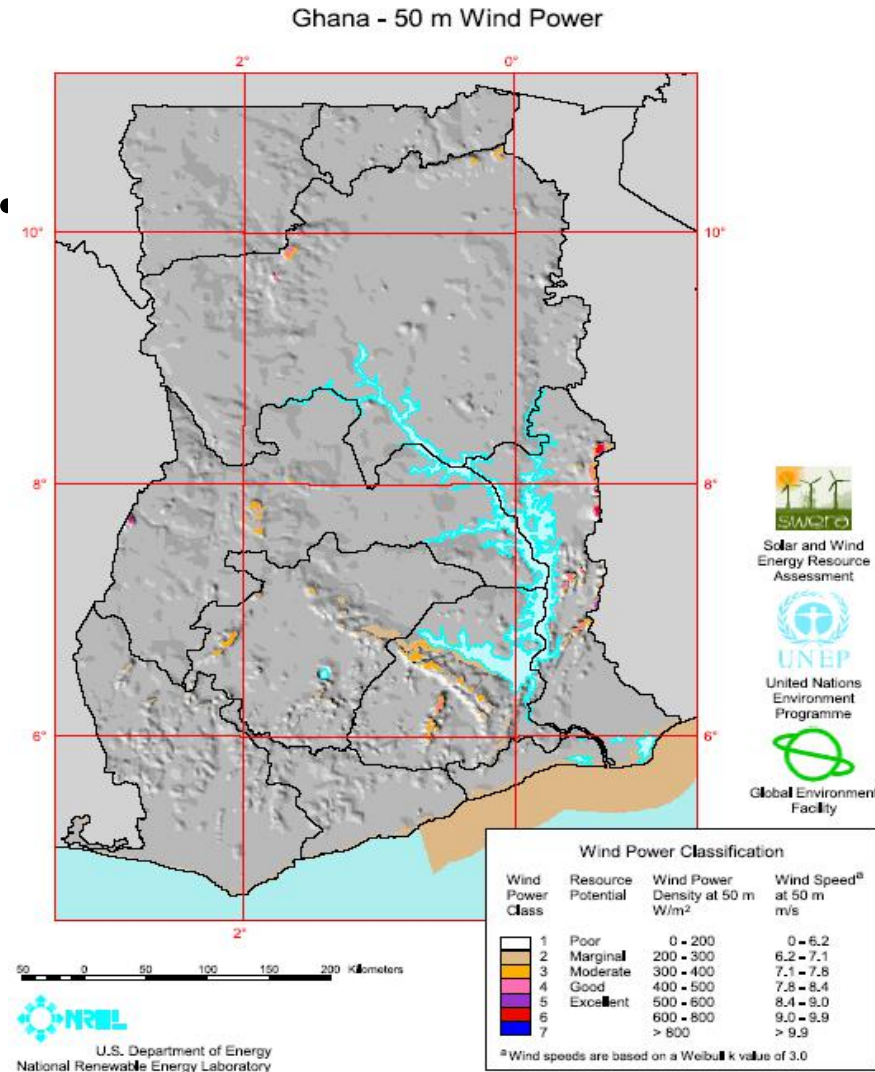 Ghana - 50 m Wind Power
2°
0°
10°
10°
8°
8°
6°
6°
2°
swera
Solar and Wind
Energy Resource
Assessment
UNEP
United Nations
Environment
Programme
Global Environment
Facility
Wind Power Classification
Wind Power Class
Resource Potential
Wind Power Density at 50 m W/m²
Wind Speedᵃ at 50 m m/s
1 Poor 0 - 200 0 - 6.2
2 Marginal 200 - 300 6.2 - 7.1
3 Moderate 300 - 400 7.1 - 7.8
4 Good 400 - 500 7.8 - 8.4
5 Excellent 500 - 600 8.4 - 9.0
6 600 - 800 9.0 - 9.9
7 > 800 > 9.9
ᵃ Wind speeds are based on a Weibull k value of 3.0
50 0 50 100 150 200 Kilometers
NREL
U.S. Department of Energy
National Renewable Energy Laboratory